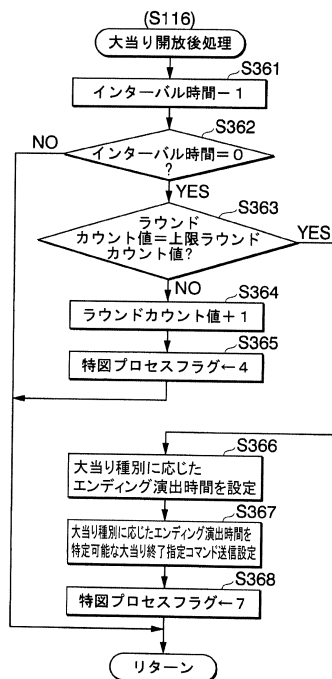 (S116)
大当り開放後処理
S361
インターバル時間−1
S362
NO
インターバル時間=0
?
YES
S363
ラウンド
カウント値=上限ラウンド
カウント値?
YES
NO
S364
ラウンドカウント値+1
S365
特図プロセスフラグ←4
S366
大当り種別に応じた
エンディング演出時間を設定
S367
大当り種別に応じたエンディング演出時間を
特定可能な大当り終了指定コマンド送信設定
S368
特図プロセスフラグ←7
リターン